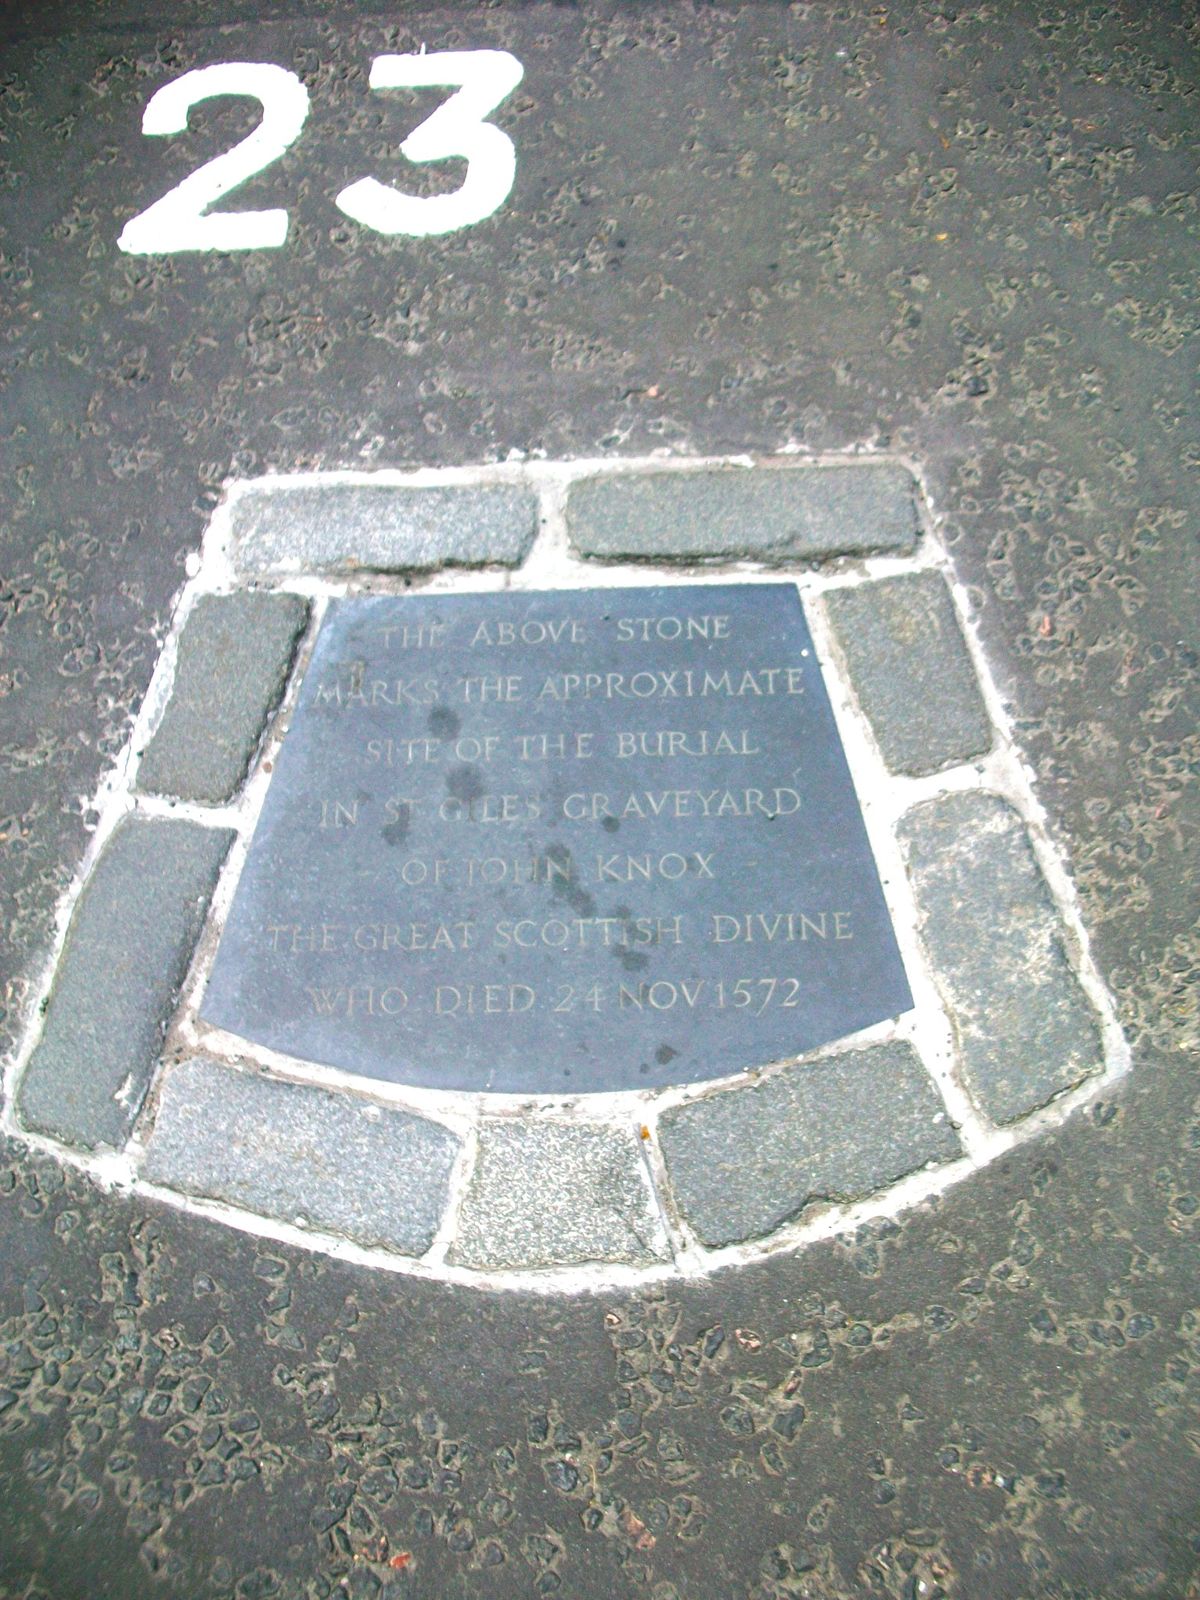 23
THE ABOVE STONE
MARKS THE APPROXIMATE
SITE OF THE BURIAL
IN ST GILES GRAVEYARD
- OF JOHN KNOX -
THE GREAT SCOTTISH DIVINE
WHO DIED 24 NOV 1572